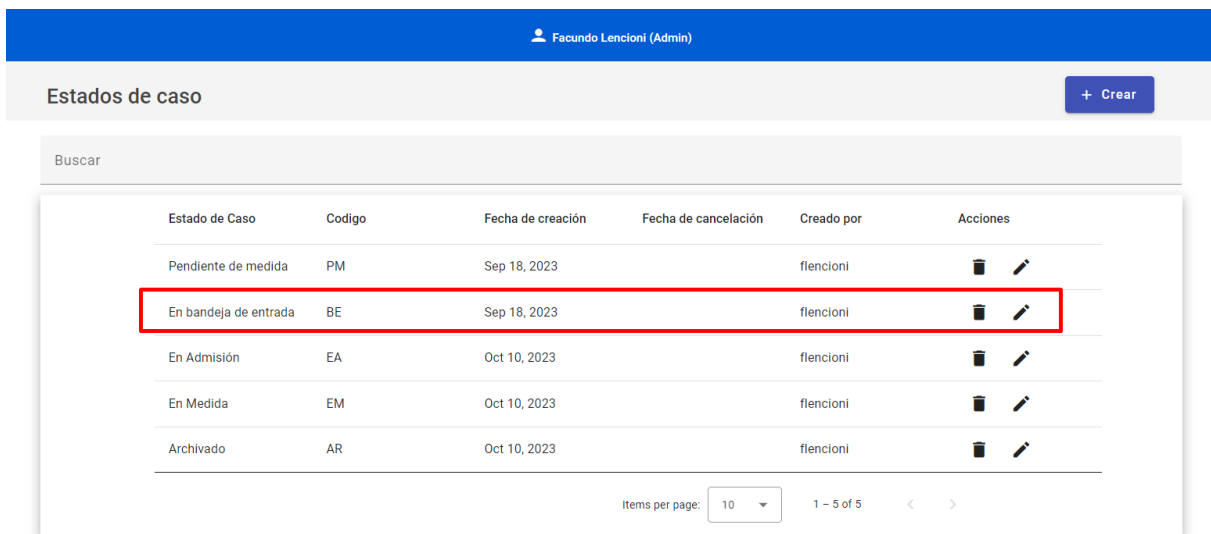 Facundo Lencioni (Admin)
Estados de caso
+ Crear
Buscar
Estado de Caso Codigo Fecha de creación Fecha de cancelación Creado por Acciones
Pendiente de medida PM Sep 18, 2023 flencioni
En bandeja de entrada BE Sep 18, 2023 flencioni
En Admisión EA Oct 10, 2023 flencioni
En Medida EM Oct 10, 2023 flencioni
Archivado AR Oct 10, 2023 flencioni
Items per page: 10 1 – 5 of 5